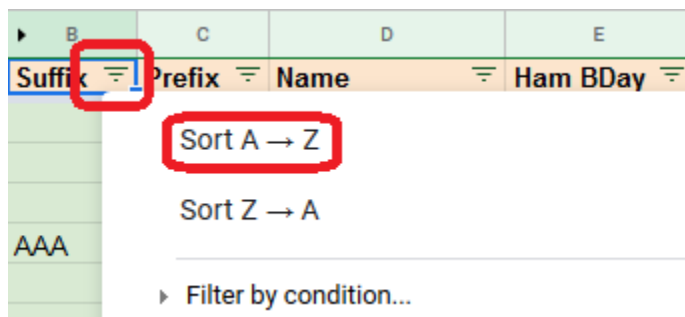 B C D E
Suffix Prefix Name Ham BDay
Sort A → Z
Sort Z → A
AAA
Filter by condition...